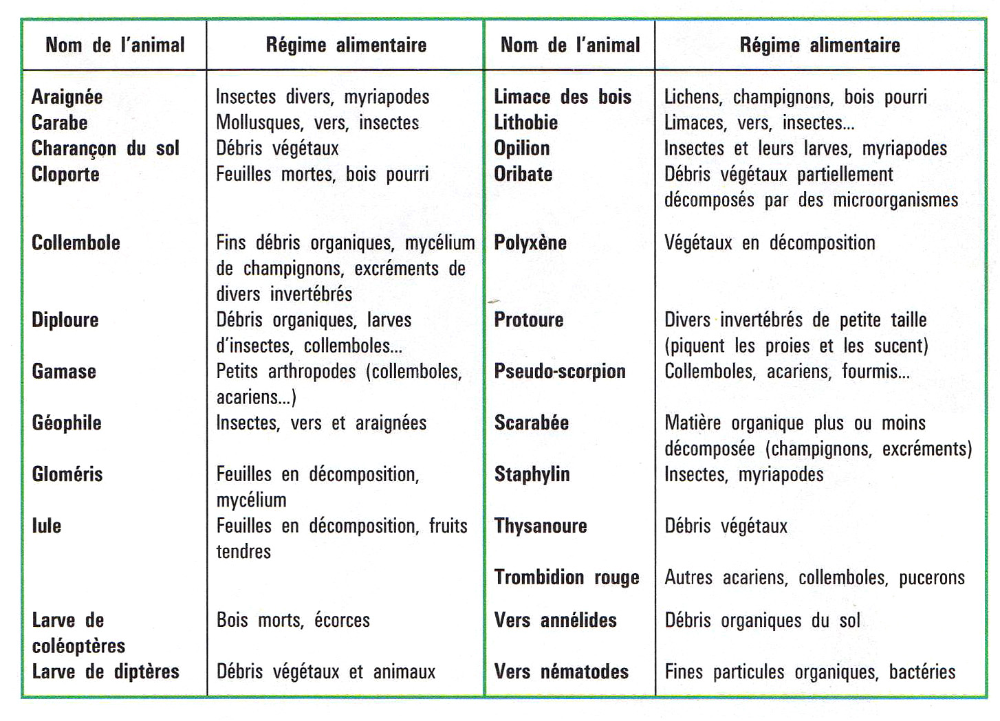 Nom de l'animal Régime alimentaire Nom de l'animal Régime alimentaire
Araignée Insectes divers, myriapodes Limace des bois Lichens, champignons, bois pourri
Carabe Mollusques, vers, insectes Lithobie Limaces, vers, insectes...
Charançon du sol Débris végétaux Opilion Insectes et leurs larves, myriapodes
Cloporte Feuilles mortes, bois pourri Oribate Débris végétaux partiellement
décomposés par des microorganismes
Collembole Fins débris organiques, mycélium Polyxène Végétaux en décomposition
de champignons, excréments de
divers invertébrés
Diploure Débris organiques, larves Protoure Divers invertébrés de petite taille
d'insectes, collemboles... (piquent les proies et les sucent)
Gamase Petits arthropodes (collemboles, Pseudo-scorpion Collemboles, acariens, fourmis...
acariens...)
Géophile Insectes, vers et araignées Scarabée Matière organique plus ou moins
décomposée (champignons, excréments)
Gloméris Feuilles en décomposition, Staphylin Insectes, myriapodes
mycélium
Iule Feuilles en décomposition, fruits Thysanoure Débris végétaux
tendres
Trombidion rouge Autres acariens, collemboles, pucerons
Larve de Bois morts, écorces Vers annélides Débris organiques du sol
coléoptères
Larve de diptères Débris végétaux et animaux Vers nématodes Fines particules organiques, bactéries